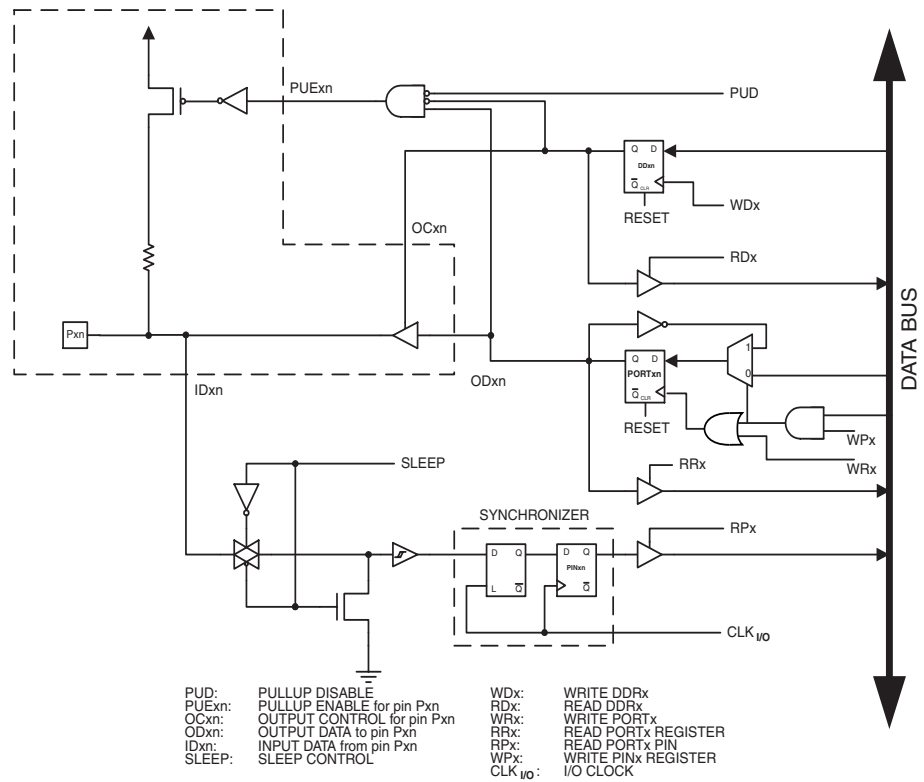 PUExn
PUD
Q D
DDxn
Q CLR
WDx
RESET
OCxn
RDx
Pxn
ODxn
IDxn
1
Q D
PORTxn
0
Q CLR
RESET
WPx
WRx
RRx
SLEEP
SYNCHRONIZER
RPx
D Q
D Q
PINxn
L Q
Q
CLK I/O
DATA BUS
PUD: PULLUP DISABLE
PUExn: PULLUP ENABLE for pin Pxn
OCxn: OUTPUT CONTROL for pin Pxn
ODxn: OUTPUT DATA to pin Pxn
IDxn: INPUT DATA from pin Pxn
SLEEP: SLEEP CONTROL
WDx: WRITE DDRx
RDx: READ DDRx
WRx: WRITE PORTx
RRx: READ PORTx REGISTER
RPx: READ PORTx PIN
WPx: WRITE PINx REGISTER
CLK I/O: I/O CLOCK